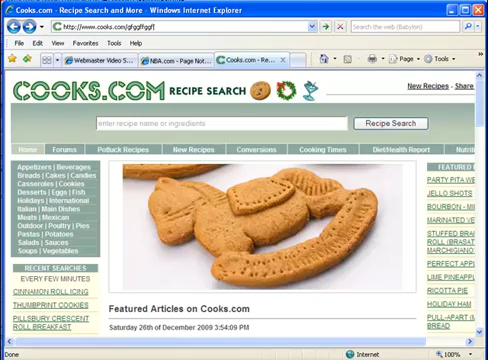 Cooks.com - Recipe Search and More - Windows Internet Explorer
http://www.cooks.com/gfggffggf
Search the web (Babylon)
File Edit View Favorites Tools Help
Webmaster Video S...
NBA.com - Page Not...
Cooks.com - Re...
Page
Tools
COOKS.COM RECIPE SEARCH
New Recipes - Share
enter recipe name or ingredients
Recipe Search
Home Forums Potluck Recipes New Recipes Conversions Cooking Times Diet/Health Report Nutriti
Appetizers | Beverages
Breads | Cakes | Candies
Casseroles | Cookies
Desserts | Eggs | Fish
Holidays | International
Italian | Main Dishes
Meats | Mexican
Outdoor | Poultry | Pies
Pastas | Potatoes
Salads | Sauces
Soups | Vegetables
RECENT SEARCHES
EVERY FEW MINUTES
CINNAMON ROLL ICING
THUMBPRINT COOKIES
PILLSBURY CRESCENT
ROLL BREAKFAST
FEATURED
PARTY PITA WE
JELLO SHOTS
BOURBON - MI
MARINATED VE
STUFFED BRA
ROLL (BRASAT
MARCHIGIANO
PERFECT APP
LIME PINEAPPL
RICOTTA PIE
HOLIDAY HAM
PULL-APART (M
BREAD
Featured Articles on Cooks.com
Saturday 26th of December 2009 3:54:09 PM
Done
Internet
100%